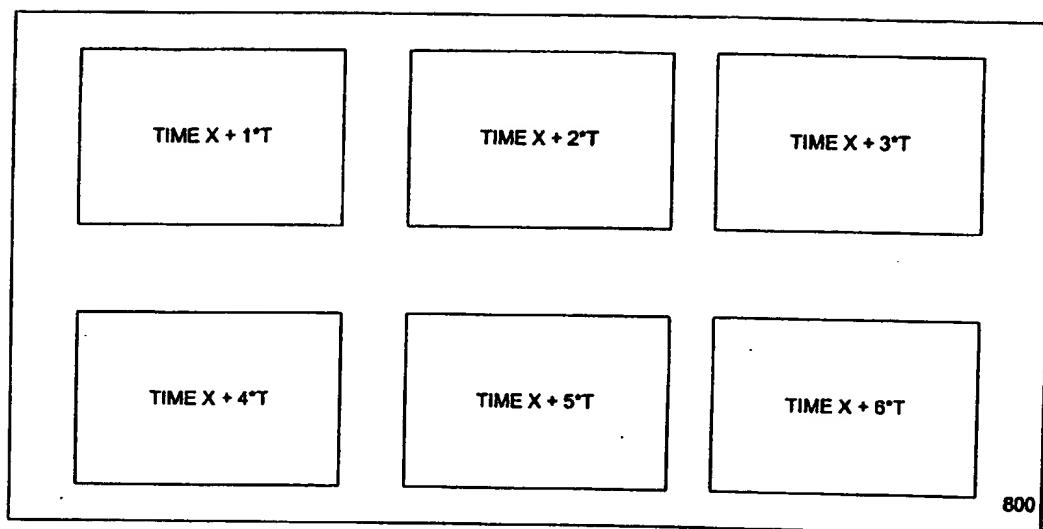 TIME X + 1*T
TIME X + 2*T
TIME X + 3*T
TIME X + 4*T
TIME X + 5*T
TIME X + 6*T
800